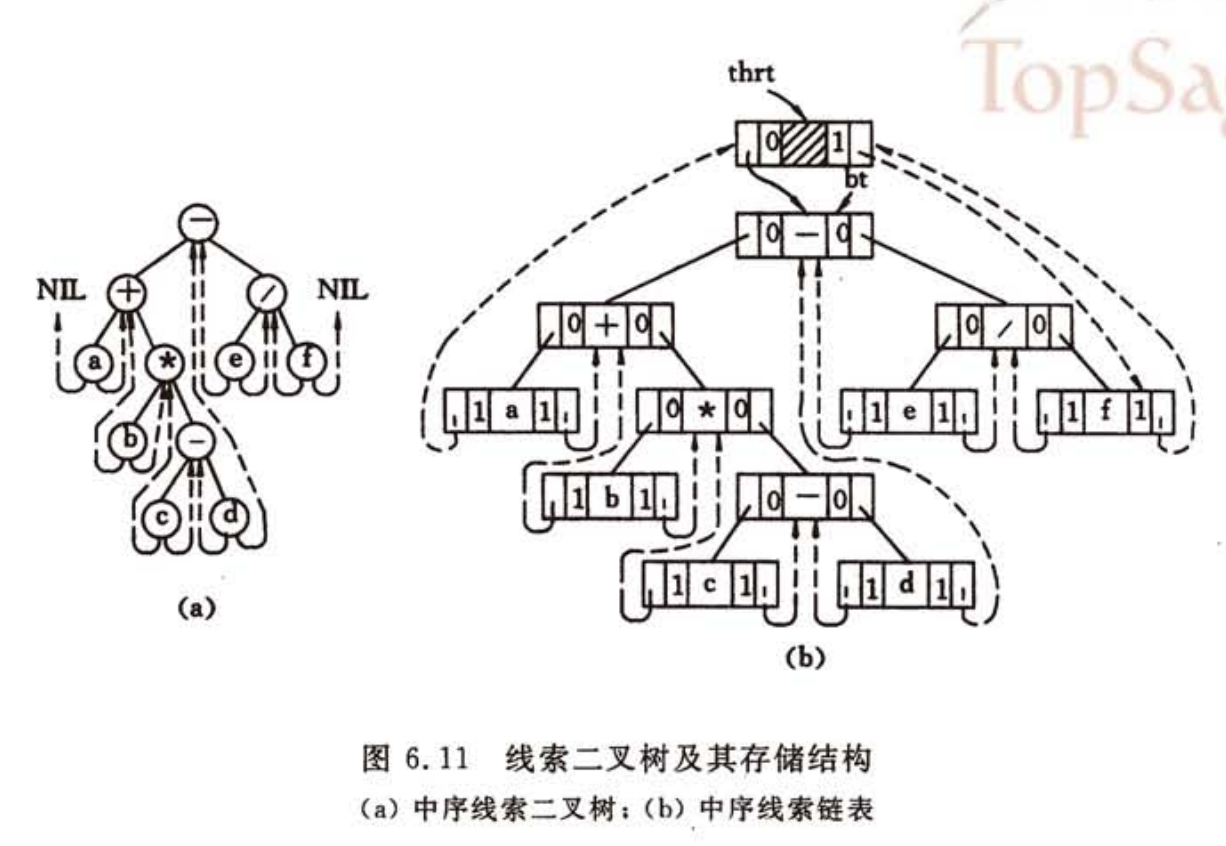 TopSa
thrt
0 1
bt
− 0 − 0
NIL + / NIL 0 + 0 0 / 0
a * e f 1 a 1 0 * 0 1 e 1 1 f 1
b − 1 b 1 0 − 0
c d 1 c 1 1 d 1
(a)
(b)
图 6.11 线索二叉树及其存储结构
(a) 中序线索二叉树；(b) 中序线索链表